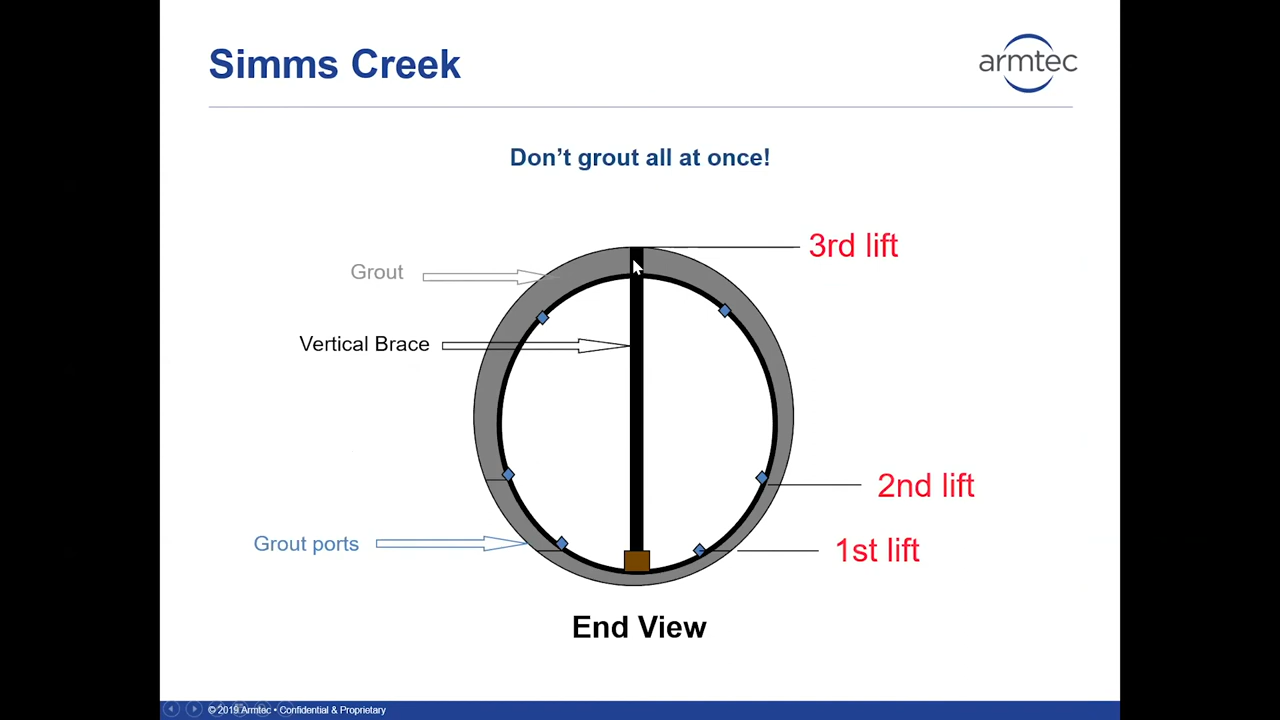 Simms Creek
armtec
Don't grout all at once!
3rd lift
Grout
Vertical Brace
2nd lift
Grout ports
1st lift
End View
© 2019 Armtec • Confidential & Proprietary